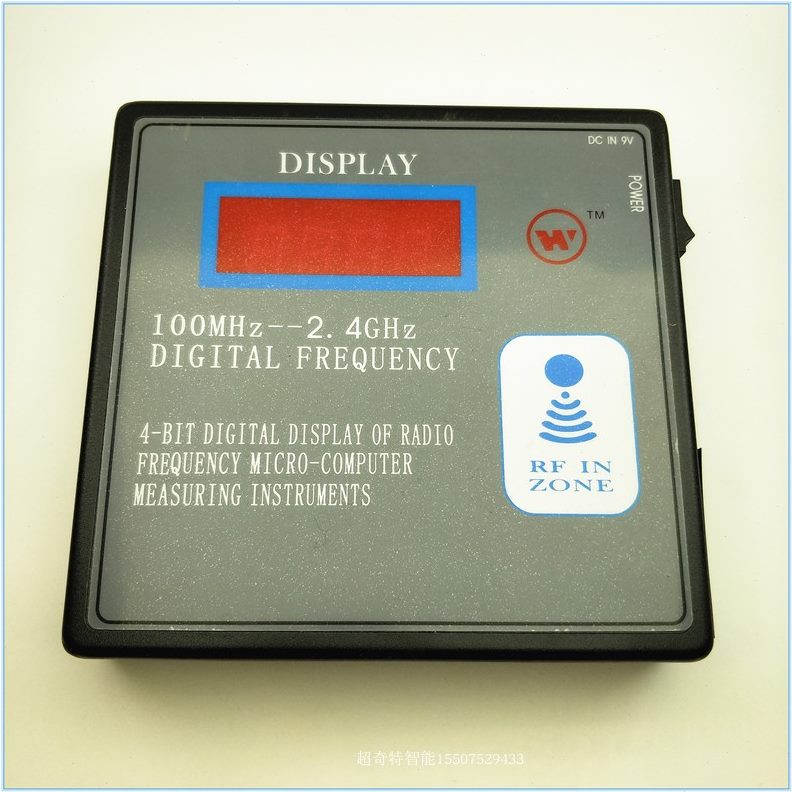 DC IN 9V
DISPLAY
POWER
W
TM
100MHz--2.4GHz
DIGITAL FREQUENCY
4-BIT DIGITAL DISPLAY OF RADIO
FREQUENCY MICRO-COMPUTER
MEASURING INSTRUMENTS
RF IN
ZONE
超奇特智能15507529433